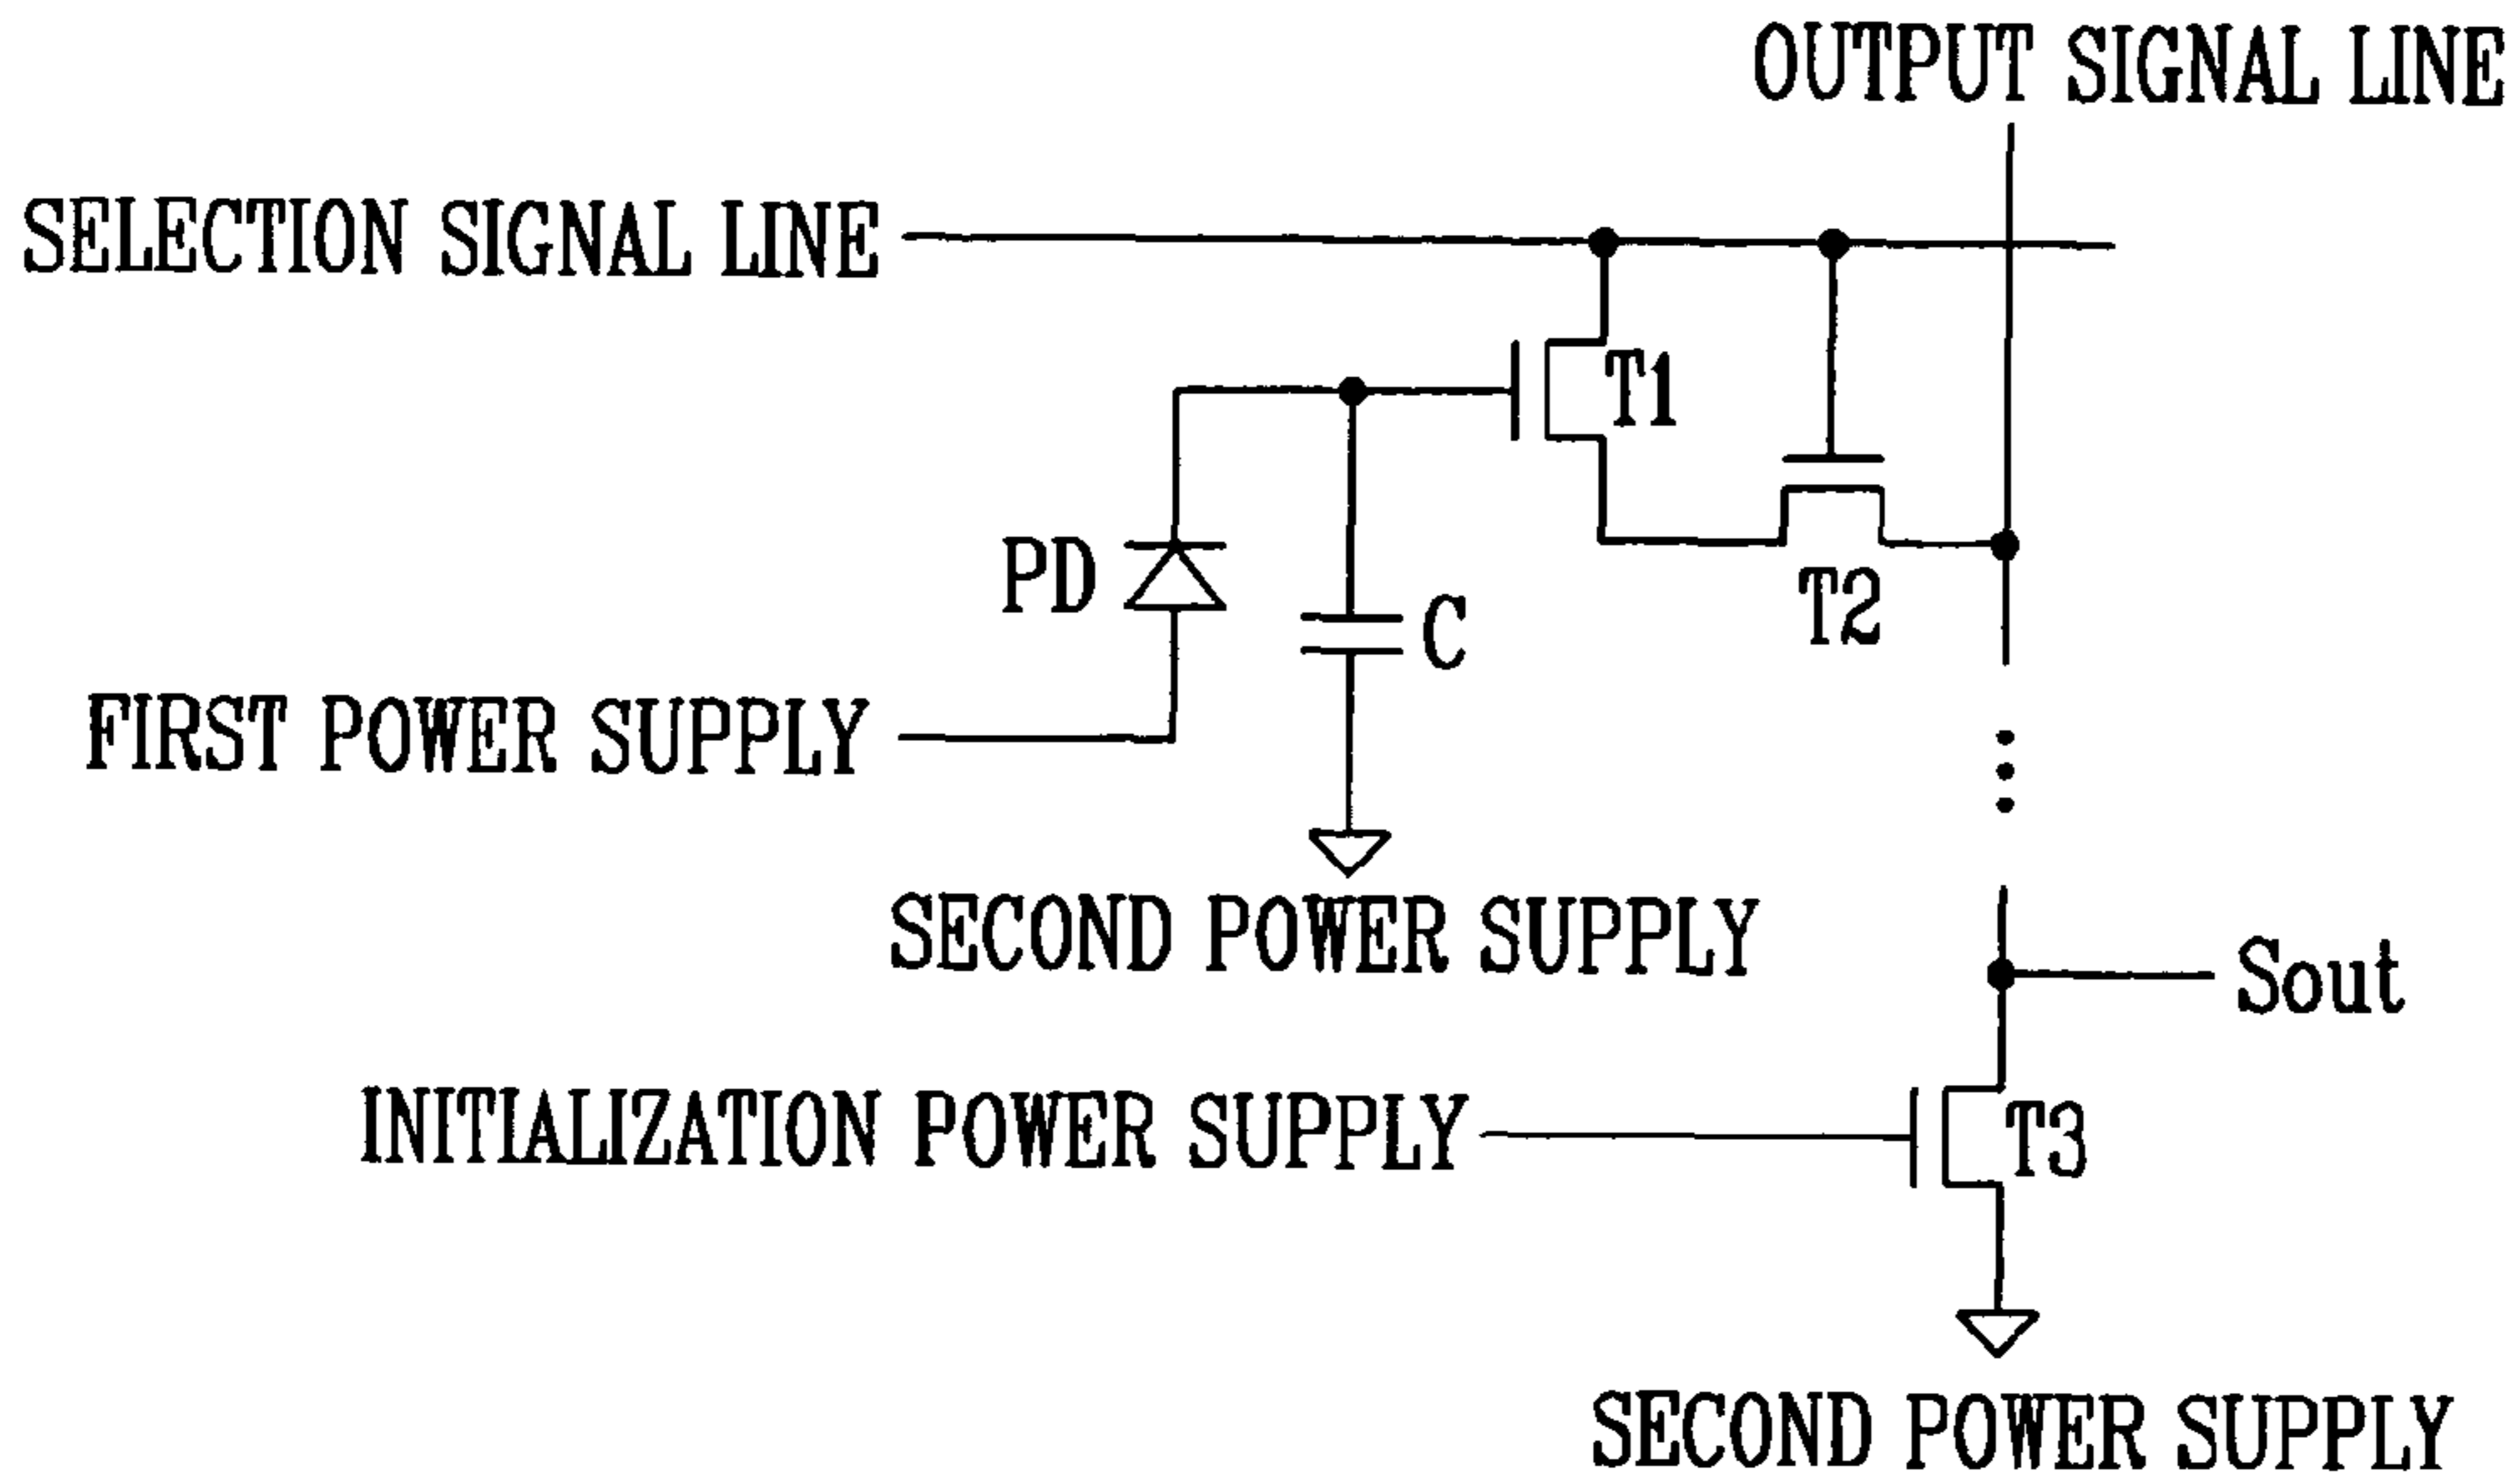 OUTPUT SIGNAL LINE
SELECTION SIGNAL LINE
T1
PD
C
T2
FIRST POWER SUPPLY
SECOND POWER SUPPLY
Sout
INITIALIZATION POWER SUPPLY
T3
SECOND POWER SUPPLY